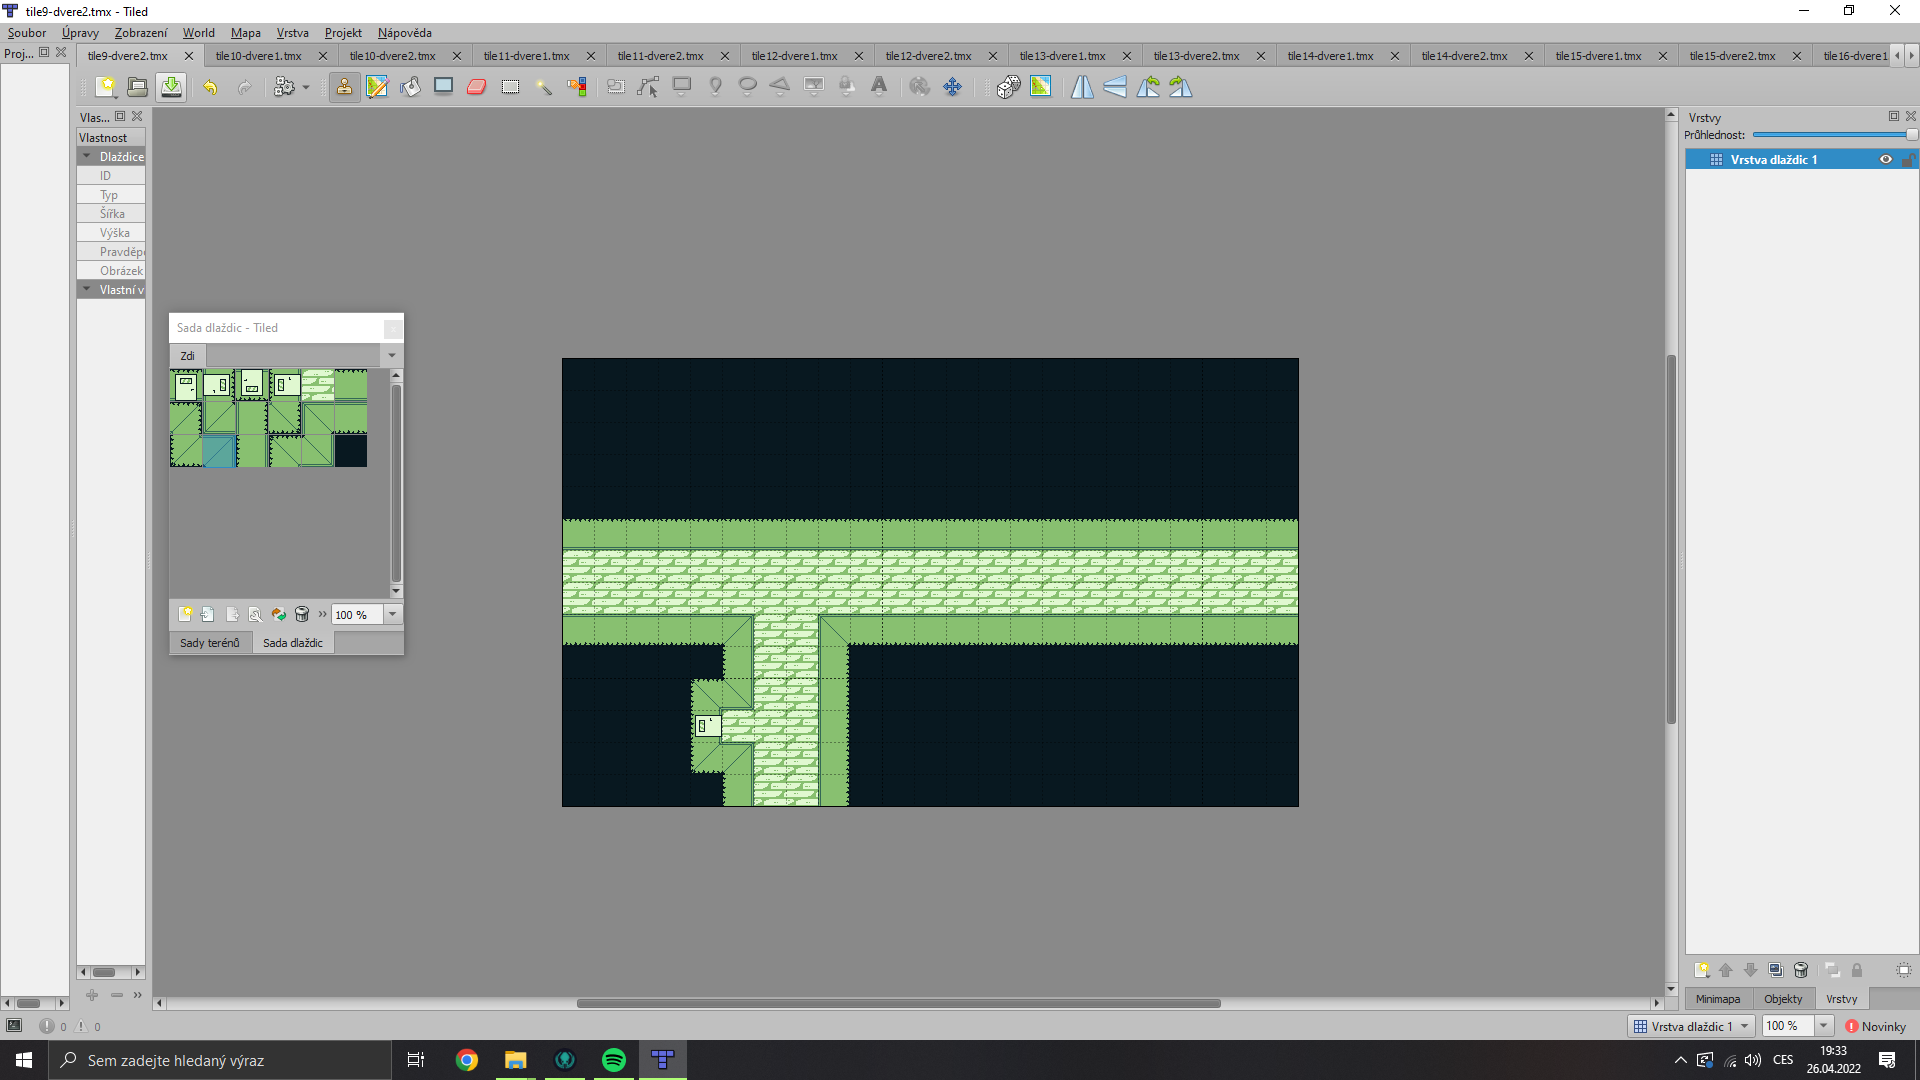 tile9-dvere2.tmx - Tiled
Soubor Úpravy Zobrazení World Mapa Vrstva Projekt Nápověda
Proj...
tile9-dvere2.tmx tile10-dvere1.tmx tile10-dvere2.tmx tile11-dvere1.tmx tile11-dvere2.tmx tile12-dvere1.tmx tile12-dvere2.tmx tile13-dvere1.tmx tile13-dvere2.tmx tile14-dvere1.tmx tile14-dvere2.tmx tile15-dvere1.tmx tile15-dvere2.tmx tile16-dvere1
Vlas...
Vlastnost
Dlaždice
ID
Typ
Šířka
Výška
Pravděpo
Obrázek
Vlastní v
Sada dlaždic - Tiled
Zdi
100 %
Sady terénů Sada dlaždic
Vrstvy
Průhlednost:
Vrstva dlaždic 1
Minimapa Objekty Vrstvy
0 0
Vrstva dlaždic 1 100 % Novinky
Sem zadejte hledaný výraz
CES
19:33
26.04.2022